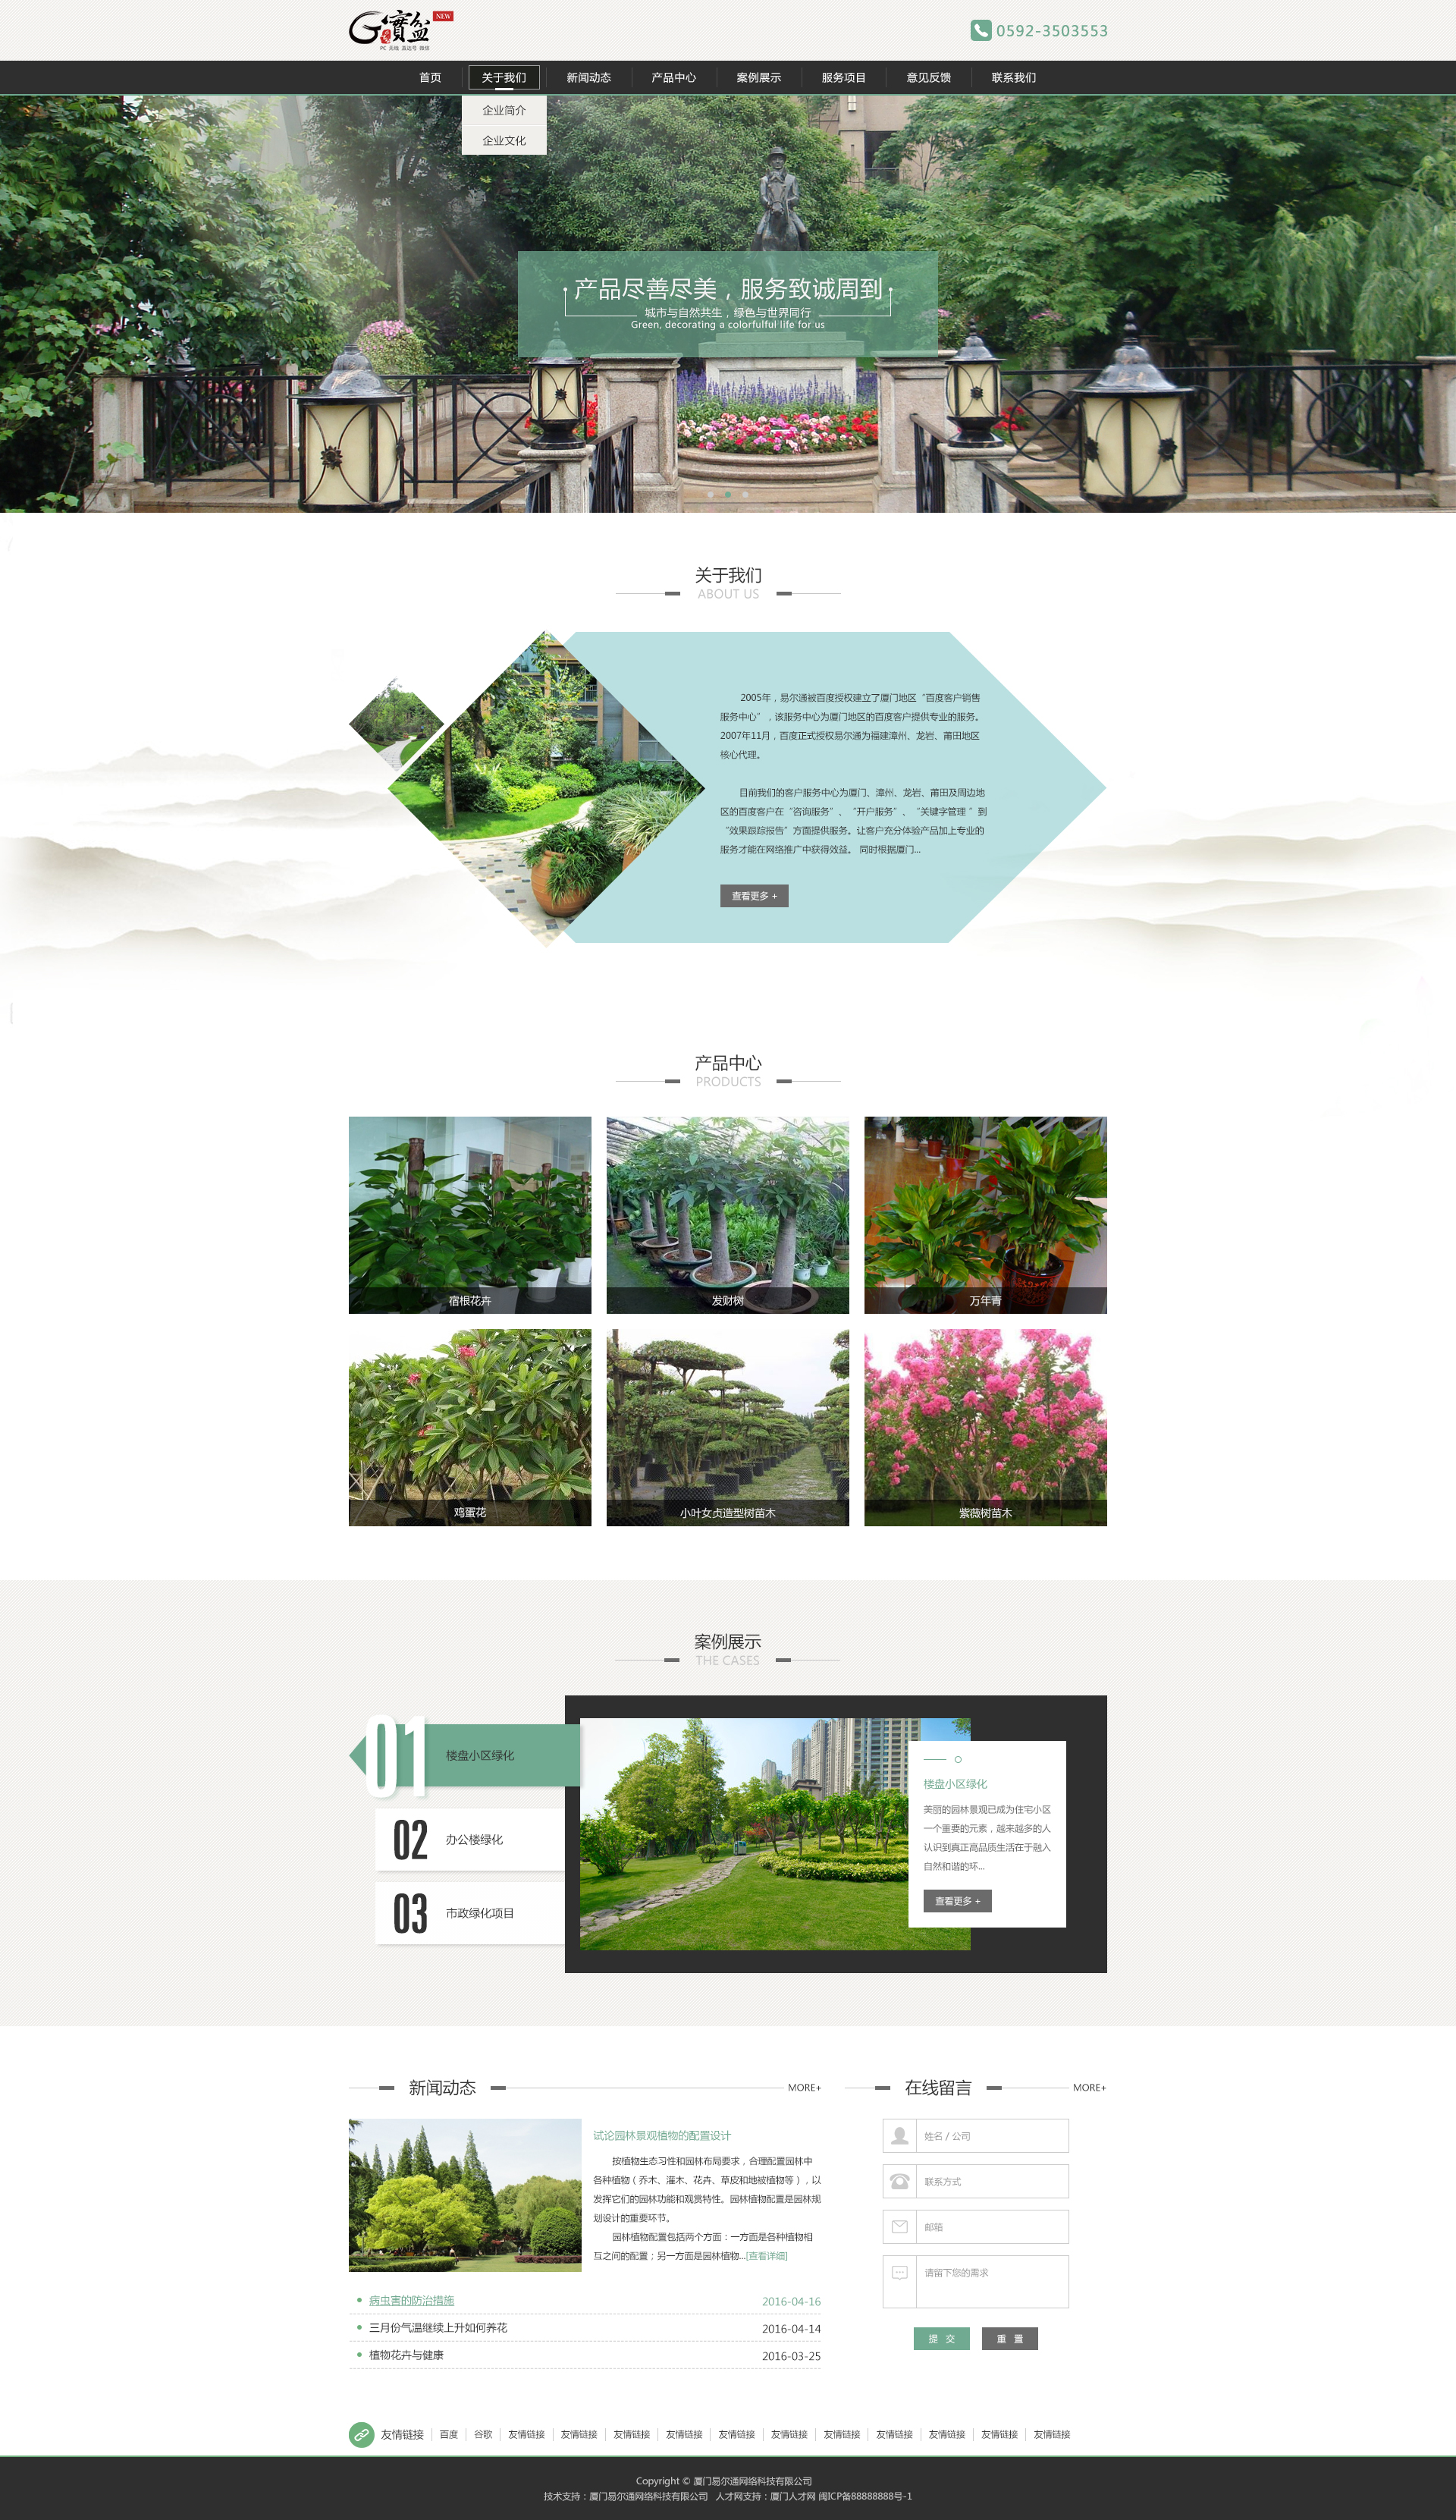 G宝盆
NEW
PC 无线 直达号 微信
0592-3503553
首页
关于我们
新闻动态
产品中心
案例展示
服务项目
意见反馈
联系我们
企业简介
企业文化
产品尽善尽美，服务致诚周到
城市与自然共生，绿色与世界同行
Green, decorating a colorfulful life for us
关于我们
ABOUT US
2005年，易尔通被百度授权建立了厦门地区“百度客户销售
服务中心”，该服务中心为厦门地区的百度客户提供专业的服务。
2007年11月，百度正式授权易尔通为福建漳州、龙岩、莆田地区
核心代理。
目前我们的客户服务中心为厦门、漳州、龙岩、莆田及周边地
区的百度客户在“咨询服务”、“开户服务”、“关键字管理 ”到
“效果跟踪报告”方面提供服务。让客户充分体验产品加上专业的
服务才能在网络推广中获得效益。 同时根据厦门...
查看更多 +
产品中心
PRODUCTS
宿根花卉
发财树
万年青
鸡蛋花
小叶女贞造型树苗木
紫薇树苗木
案例展示
THE CASES
01
楼盘小区绿化
02
办公楼绿化
03
市政绿化项目
楼盘小区绿化
美丽的园林景观已成为住宅小区
一个重要的元素，越来越多的人
认识到真正高品质生活在于融入
自然和谐的环...
查看更多 +
新闻动态
MORE+
试论园林景观植物的配置设计
按植物生态习性和园林布局要求，合理配置园林中
各种植物（乔木、灌木、花卉、草皮和地被植物等），以
发挥它们的园林功能和观赏特性。园林植物配置是园林规
划设计的重要环节。
园林植物配置包括两个方面：一方面是各种植物相
互之间的配置；另一方面是园林植物...[查看详细]
病虫害的防治措施 2016-04-16
三月份气温继续上升如何养花 2016-04-14
植物花卉与健康 2016-03-25
在线留言
MORE+
姓名 / 公司
联系方式
邮箱
请留下您的需求
提 交
重 置
友情链接 百度 谷歌 友情链接 友情链接 友情链接 友情链接 友情链接 友情链接 友情链接 友情链接 友情链接 友情链接 友情链接
Copyright © 厦门易尔通网络科技有限公司
技术支持：厦门易尔通网络科技有限公司 人才网支持：厦门人才网 闽ICP备88888888号-1